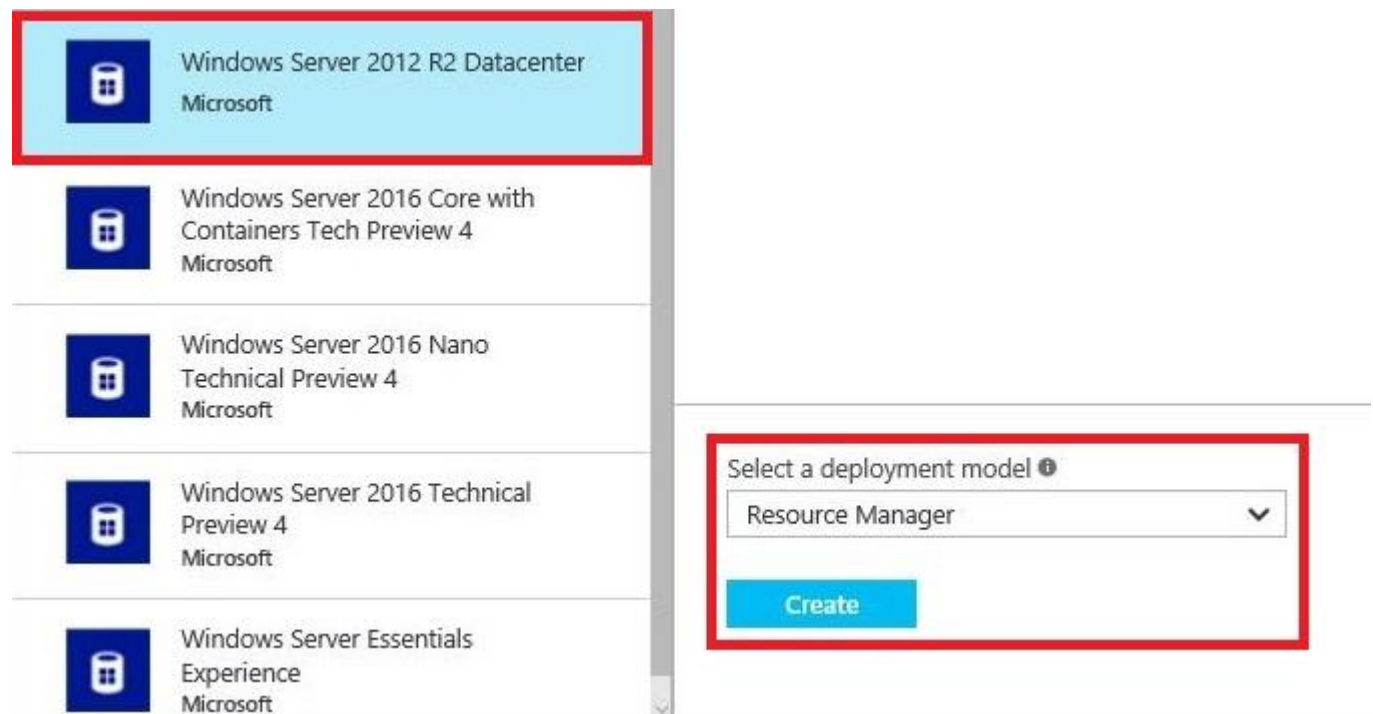 Windows Server 2012 R2 Datacenter
Microsoft
Windows Server 2016 Core with
Containers Tech Preview 4
Microsoft
Windows Server 2016 Nano
Technical Preview 4
Microsoft
Windows Server 2016 Technical
Preview 4
Microsoft
Windows Server Essentials
Experience
Microsoft
Select a deployment model
Resource Manager
Create